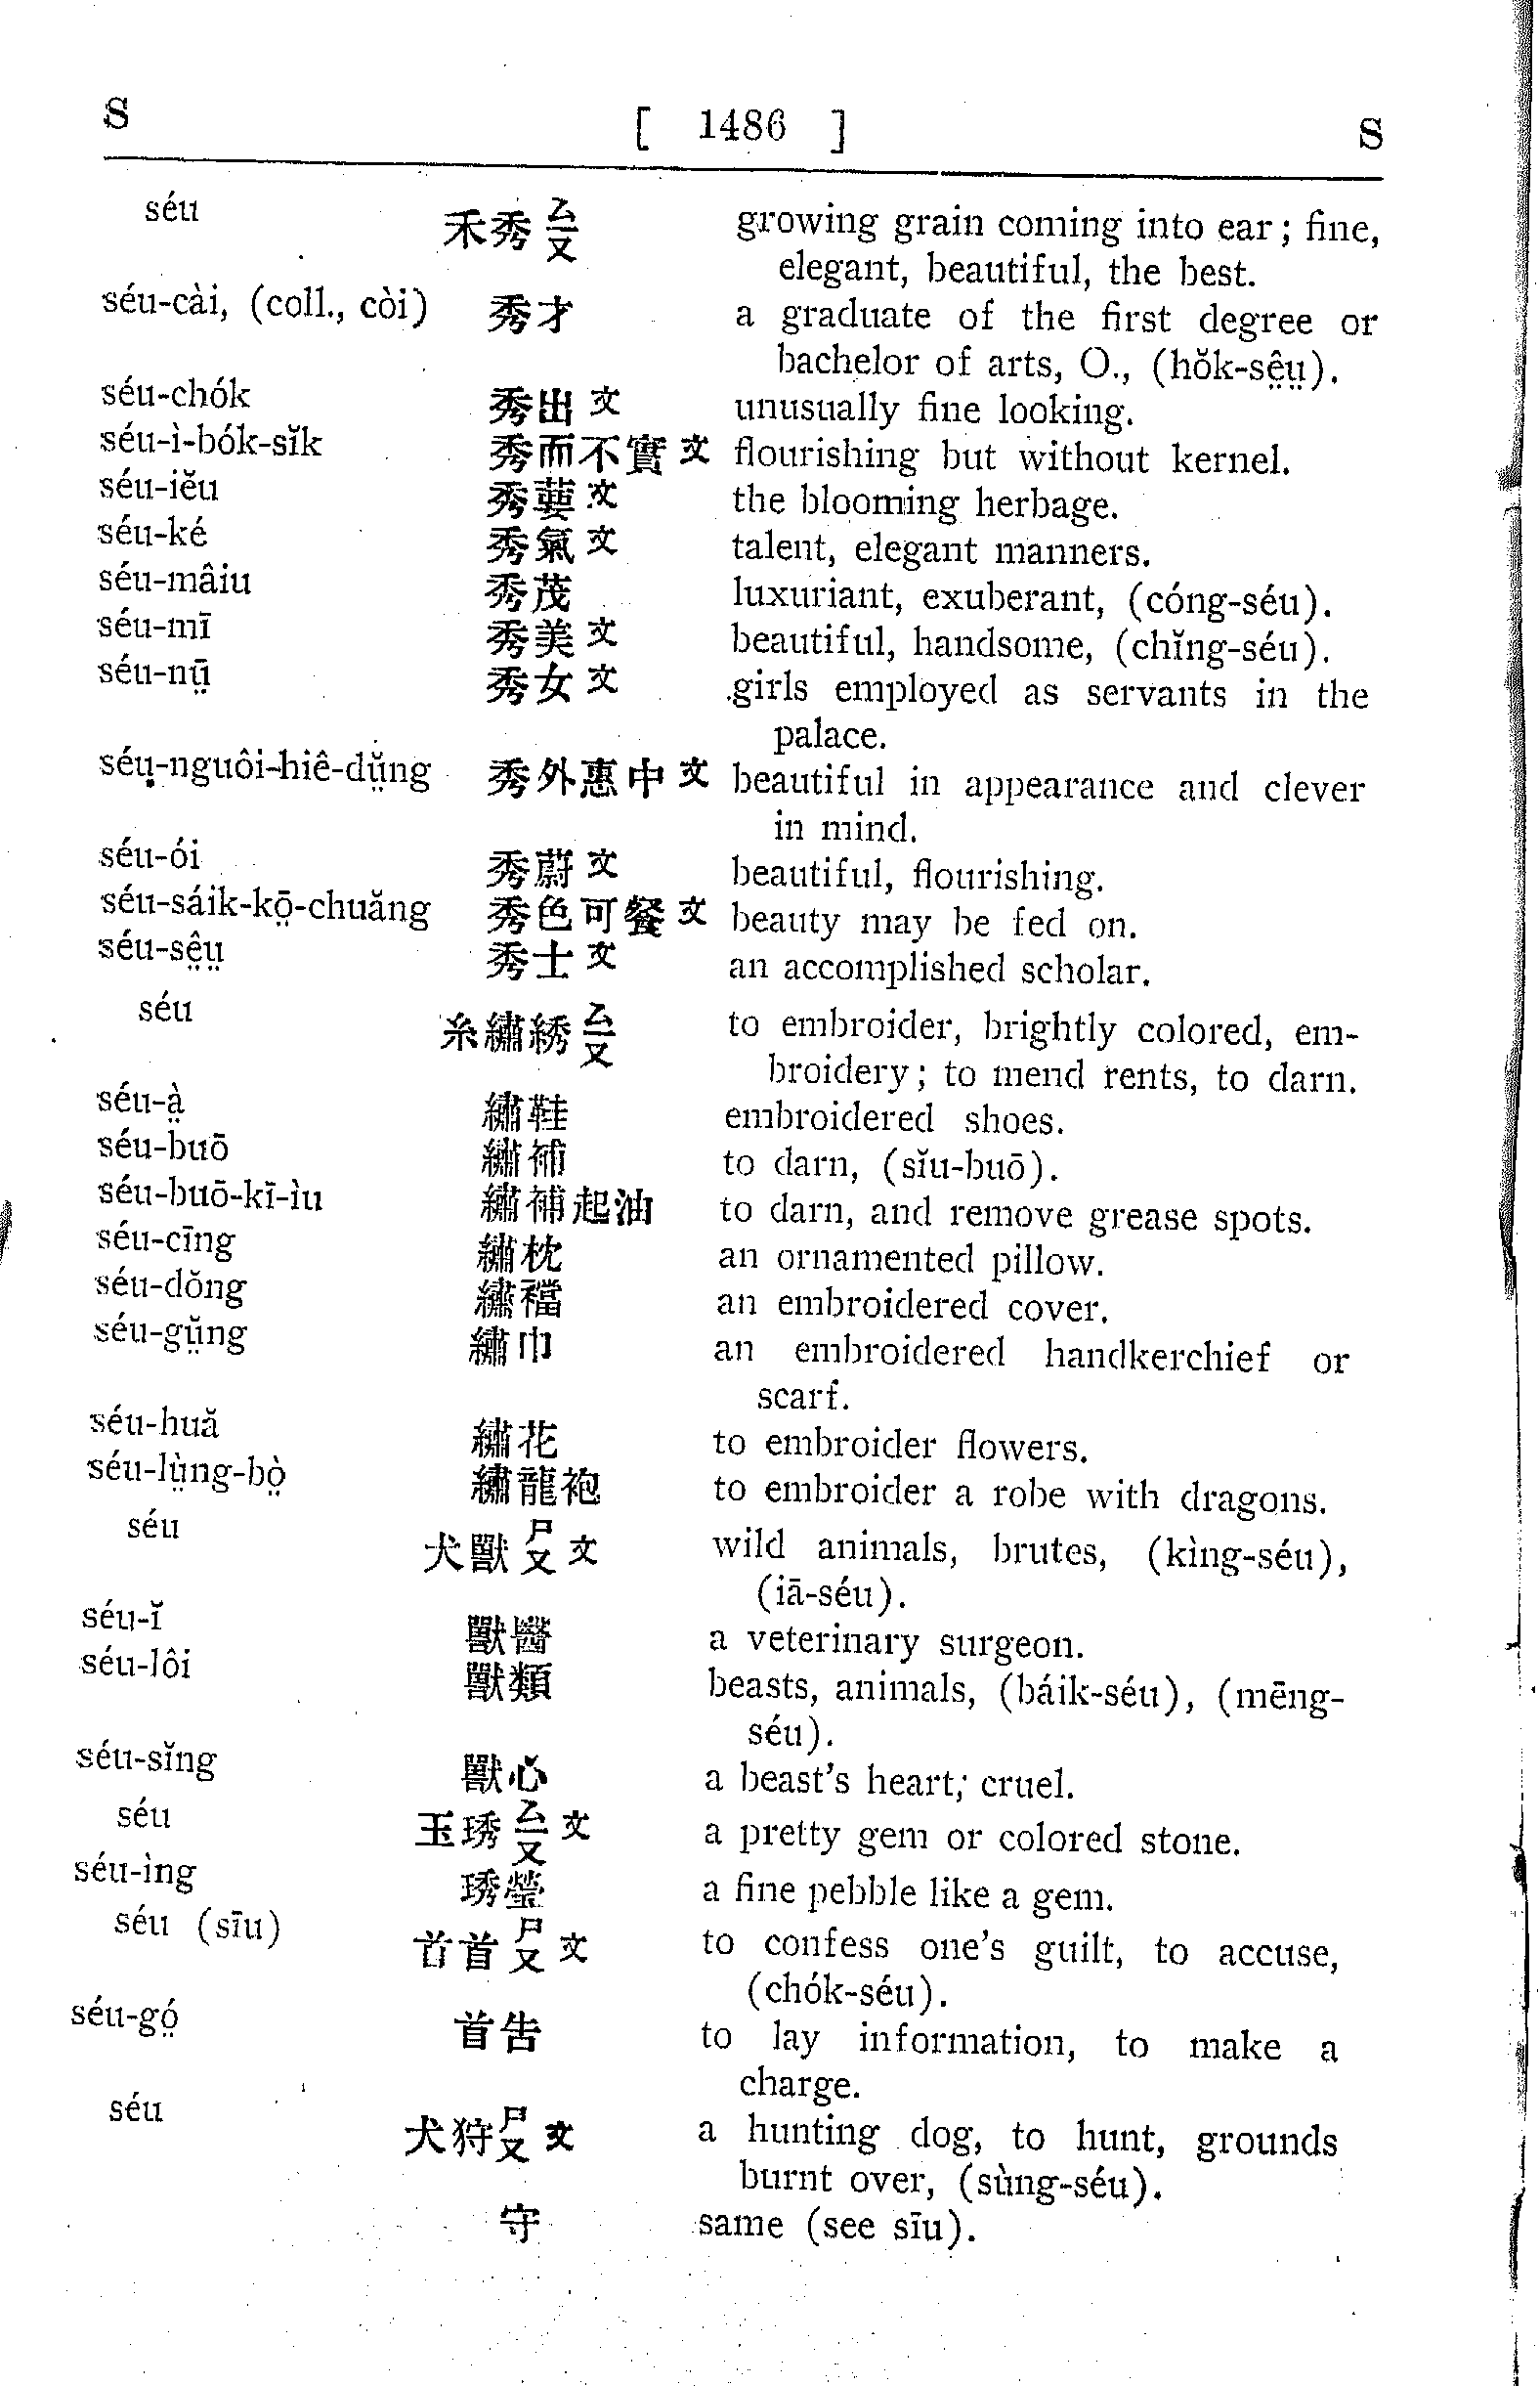 S [ 1486 ] S
séu 禾秀ㄙㄡ growing grain coming into ear; fine,
elegant, beautiful, the best.
séu-cài, (coll., còi) 秀才 a graduate of the first degree or
bachelor of arts, O., (hŏk-sê̤ṳ).
séu-chók 秀出文 unusually fine looking.
séu-ì-bók-sĭk 秀而不實文 flourishing but without kernel.
séu-iĕu 秀葽文 the blooming herbage.
séu-ké 秀氣文 talent, elegant manners.
séu-mâiu 秀茂 luxuriant, exuberant, (cóng-séu).
séu-mī 秀美文 beautiful, handsome, (chĭng-séu).
séu-nṳ̄ 秀女文 girls employed as servants in the
palace.
séṳ-nguôi-hiê-dṳ̆ng 秀外惠中文 beautiful in appearance and clever
in mind.
séu-ói 秀蔚文 beautiful, flourishing.
séu-sáik-kō̤-chuăng 秀色可餐文 beauty may be fed on.
séu-sê̤ṳ 秀士文 an accomplished scholar.
séu 糸繡綉ㄙㄡ to embroider, brightly colored, em-
broidery; to mend rents, to darn.
séu-à̤ 繡鞋 embroidered shoes.
séu-buō 繡補 to darn, (sĭu-buō).
séu-buō-kī-ìu 繡補起油 to darn, and remove grease spots.
séu-cīng 繡枕 an ornamented pillow.
séu-dŏng 繡襠 an embroidered cover.
séu-gṳ̆ng 繡巾 an embroidered handkerchief or
scarf.
séu-huă 繡花 to embroider flowers.
séu-lṳ̀ng-bò̤ 繡龍袍 to embroider a robe with dragons.
séu 犬獸ㄕㄡ文 wild animals, brutes, (kìng-séu),
(iā-séu).
séu-ĭ 獸醫 a veterinary surgeon.
séu-lôi 獸類 beasts, animals, (báik-séu), (mēng-
séu).
séu-sĭng 獸心 a beast's heart; cruel.
séu 玉琇ㄙㄡ文 a pretty gem or colored stone.
séu-ìng 琇瑩 a fine pebble like a gem.
séu (sīu) 首首ㄕㄡ文 to confess one's guilt, to accuse,
(chók-séu).
séu-gó̤ 首告 to lay information, to make a
charge.
séu 犬狩ㄕㄡ文 a hunting dog, to hunt, grounds
burnt over, (sùng-séu).
守 same (see sīu).